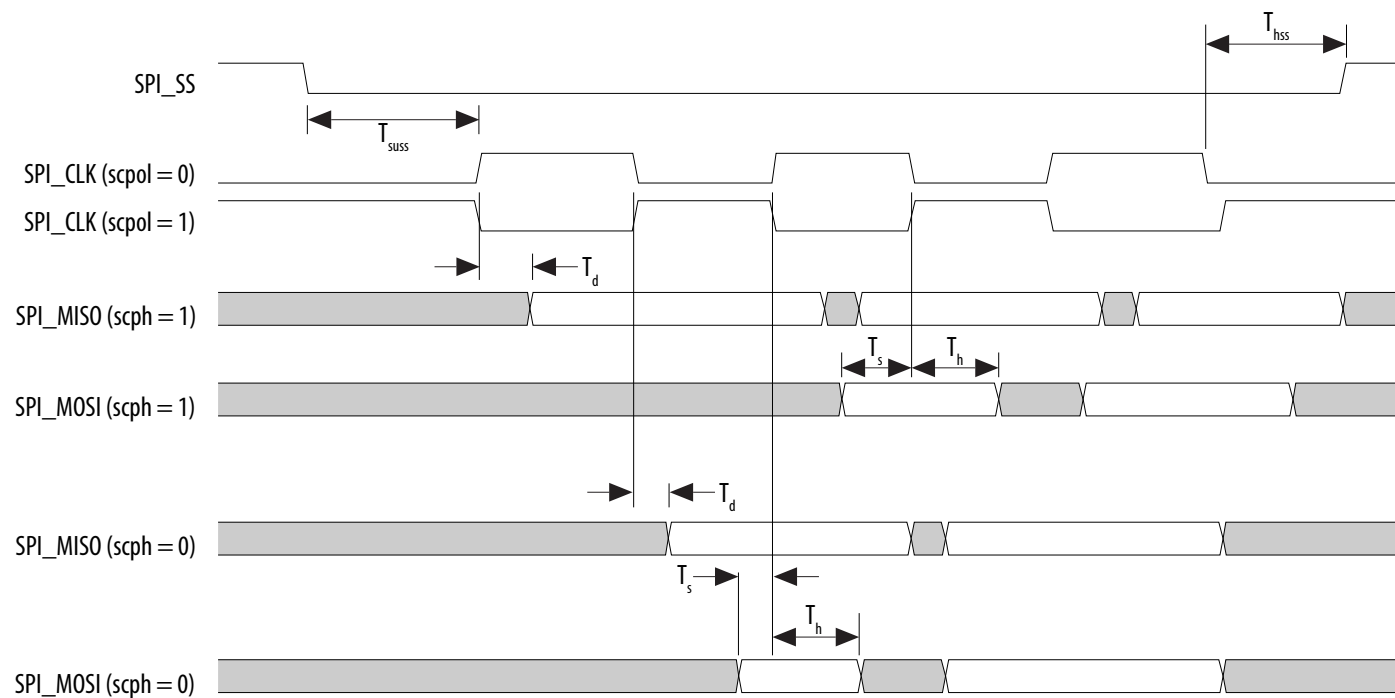 T_hss
SPI_SS
T_suss
SPI_CLK (scpol = 0)
SPI_CLK (scpol = 1)
T_d
SPI_MISO (scph = 1)
T_s T_h
SPI_MOSI (scph = 1)
T_d
SPI_MISO (scph = 0)
T_s
T_h
SPI_MOSI (scph = 0)